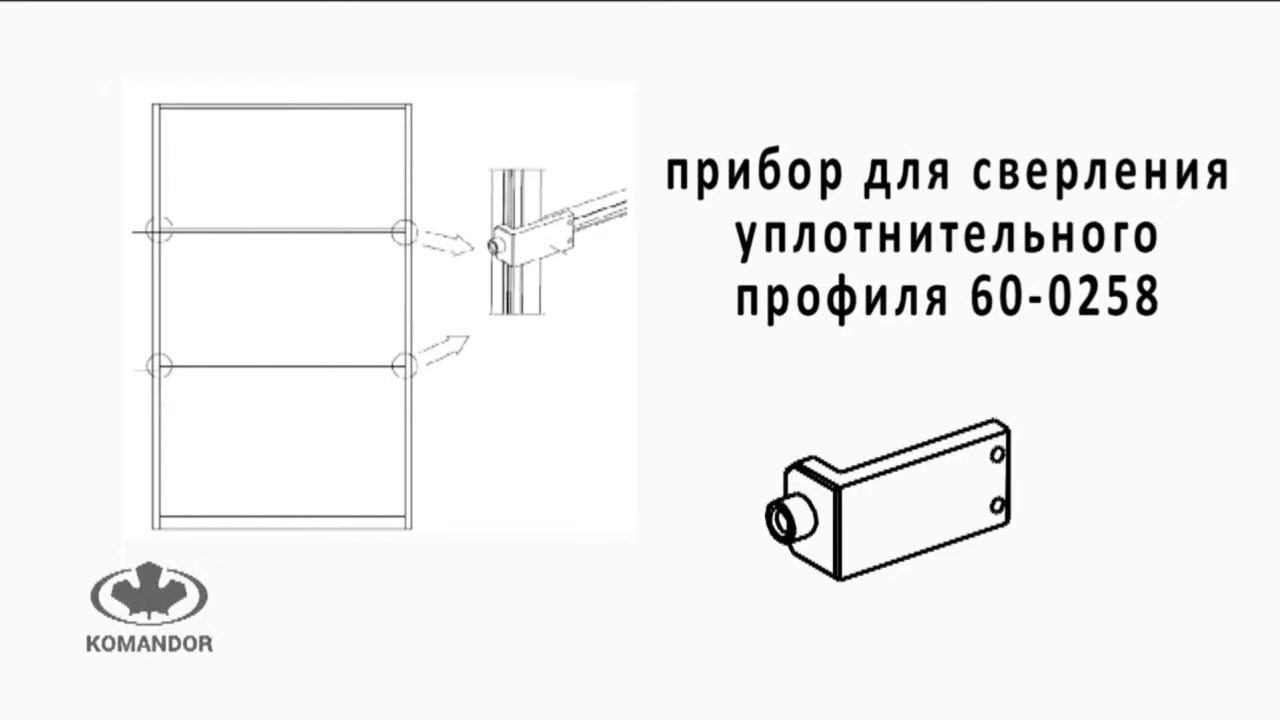 прибор для сверления
уплотнительного
профиля 60-0258
KOMANDOR